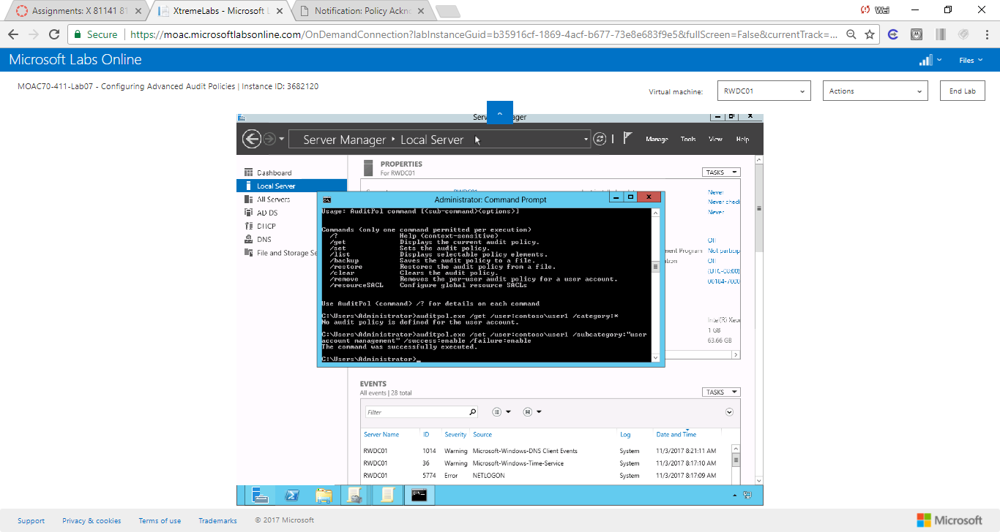 Assignments: X 81141 81
XtremeLabs - Microsoft L
Notification: Policy Ackno
Wei
Secure
https://moac.microsoftlabsonline.com/OnDemandConnection?labInstanceGuid=b35916cf-1869-4acf-b677-73e8e683f9e5&fullScreen=False&currentTrack=...
Microsoft Labs Online
Files
MOAC70-411-Lab07 - Configuring Advanced Audit Policies | Instance ID: 3682120
Virtual machine:
RWDC01
Actions
End Lab
Server Manager
Server Manager • Local Server
Manage Tools View Help
Dashboard
Local Server
All Servers
AD DS
DHCP
DNS
File and Storage Se
PROPERTIES
For RWDC01
TASKS
Never
Never check
Never
Off
ment Program Not particip
Off
(UTC-08:00)
00184-7000
Intel(R) Xeor
1 GB
63.66 GB
Administrator: Command Prompt
Usage: AuditPol command [<sub-command><options>]
Commands (only one command permitted per execution)
/? Help (context-sensitive)
/get Displays the current audit policy.
/set Sets the audit policy.
/list Displays selectable policy elements.
/backup Saves the audit policy to a file.
/restore Restores the audit policy from a file.
/clear Clears the audit policy.
/remove Removes the per-user audit policy for a user account.
/resourceSACL Configure global resource SACLs
Use AuditPol <command> /? for details on each command
C:\Users\Administrator>auditpol.exe /get /user:contoso\user1 /category:*
No audit policy is defined for the user account.
C:\Users\Administrator>auditpol.exe /set /user:contoso\user1 /subcategory:"user
account management" /success:enable /failure:enable
The command was successfully executed.
C:\Users\Administrator>_
EVENTS
All events | 28 total
TASKS
Filter
Server Name ID Severity Source Log Date and Time
RWDC01 1014 Warning Microsoft-Windows-DNS Client Events System 11/3/2017 8:21:11 AM
RWDC01 36 Warning Microsoft-Windows-Time-Service System 11/3/2017 8:17:10 AM
RWDC01 5774 Error NETLOGON System 11/3/2017 8:17:09 AM
Support Privacy & cookies Terms of use Trademarks © 2017 Microsoft
Microsoft